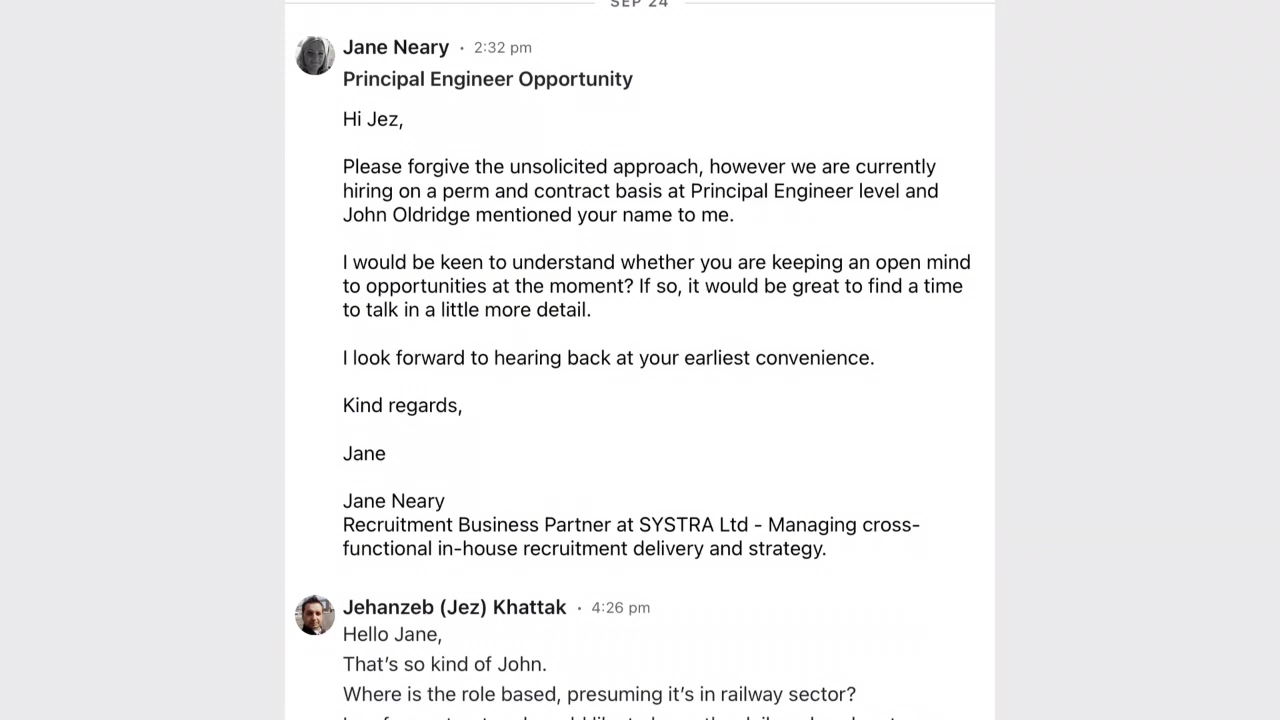 SEP 24
Jane Neary • 2:32 pm
Principal Engineer Opportunity
Hi Jez,
Please forgive the unsolicited approach, however we are currently
hiring on a perm and contract basis at Principal Engineer level and
John Oldridge mentioned your name to me.
I would be keen to understand whether you are keeping an open mind
to opportunities at the moment? If so, it would be great to find a time
to talk in a little more detail.
I look forward to hearing back at your earliest convenience.
Kind regards,
Jane
Jane Neary
Recruitment Business Partner at SYSTRA Ltd - Managing cross-
functional in-house recruitment delivery and strategy.
Jehanzeb (Jez) Khattak • 4:26 pm
Hello Jane,
That’s so kind of John.
Where is the role based, presuming it’s in railway sector?